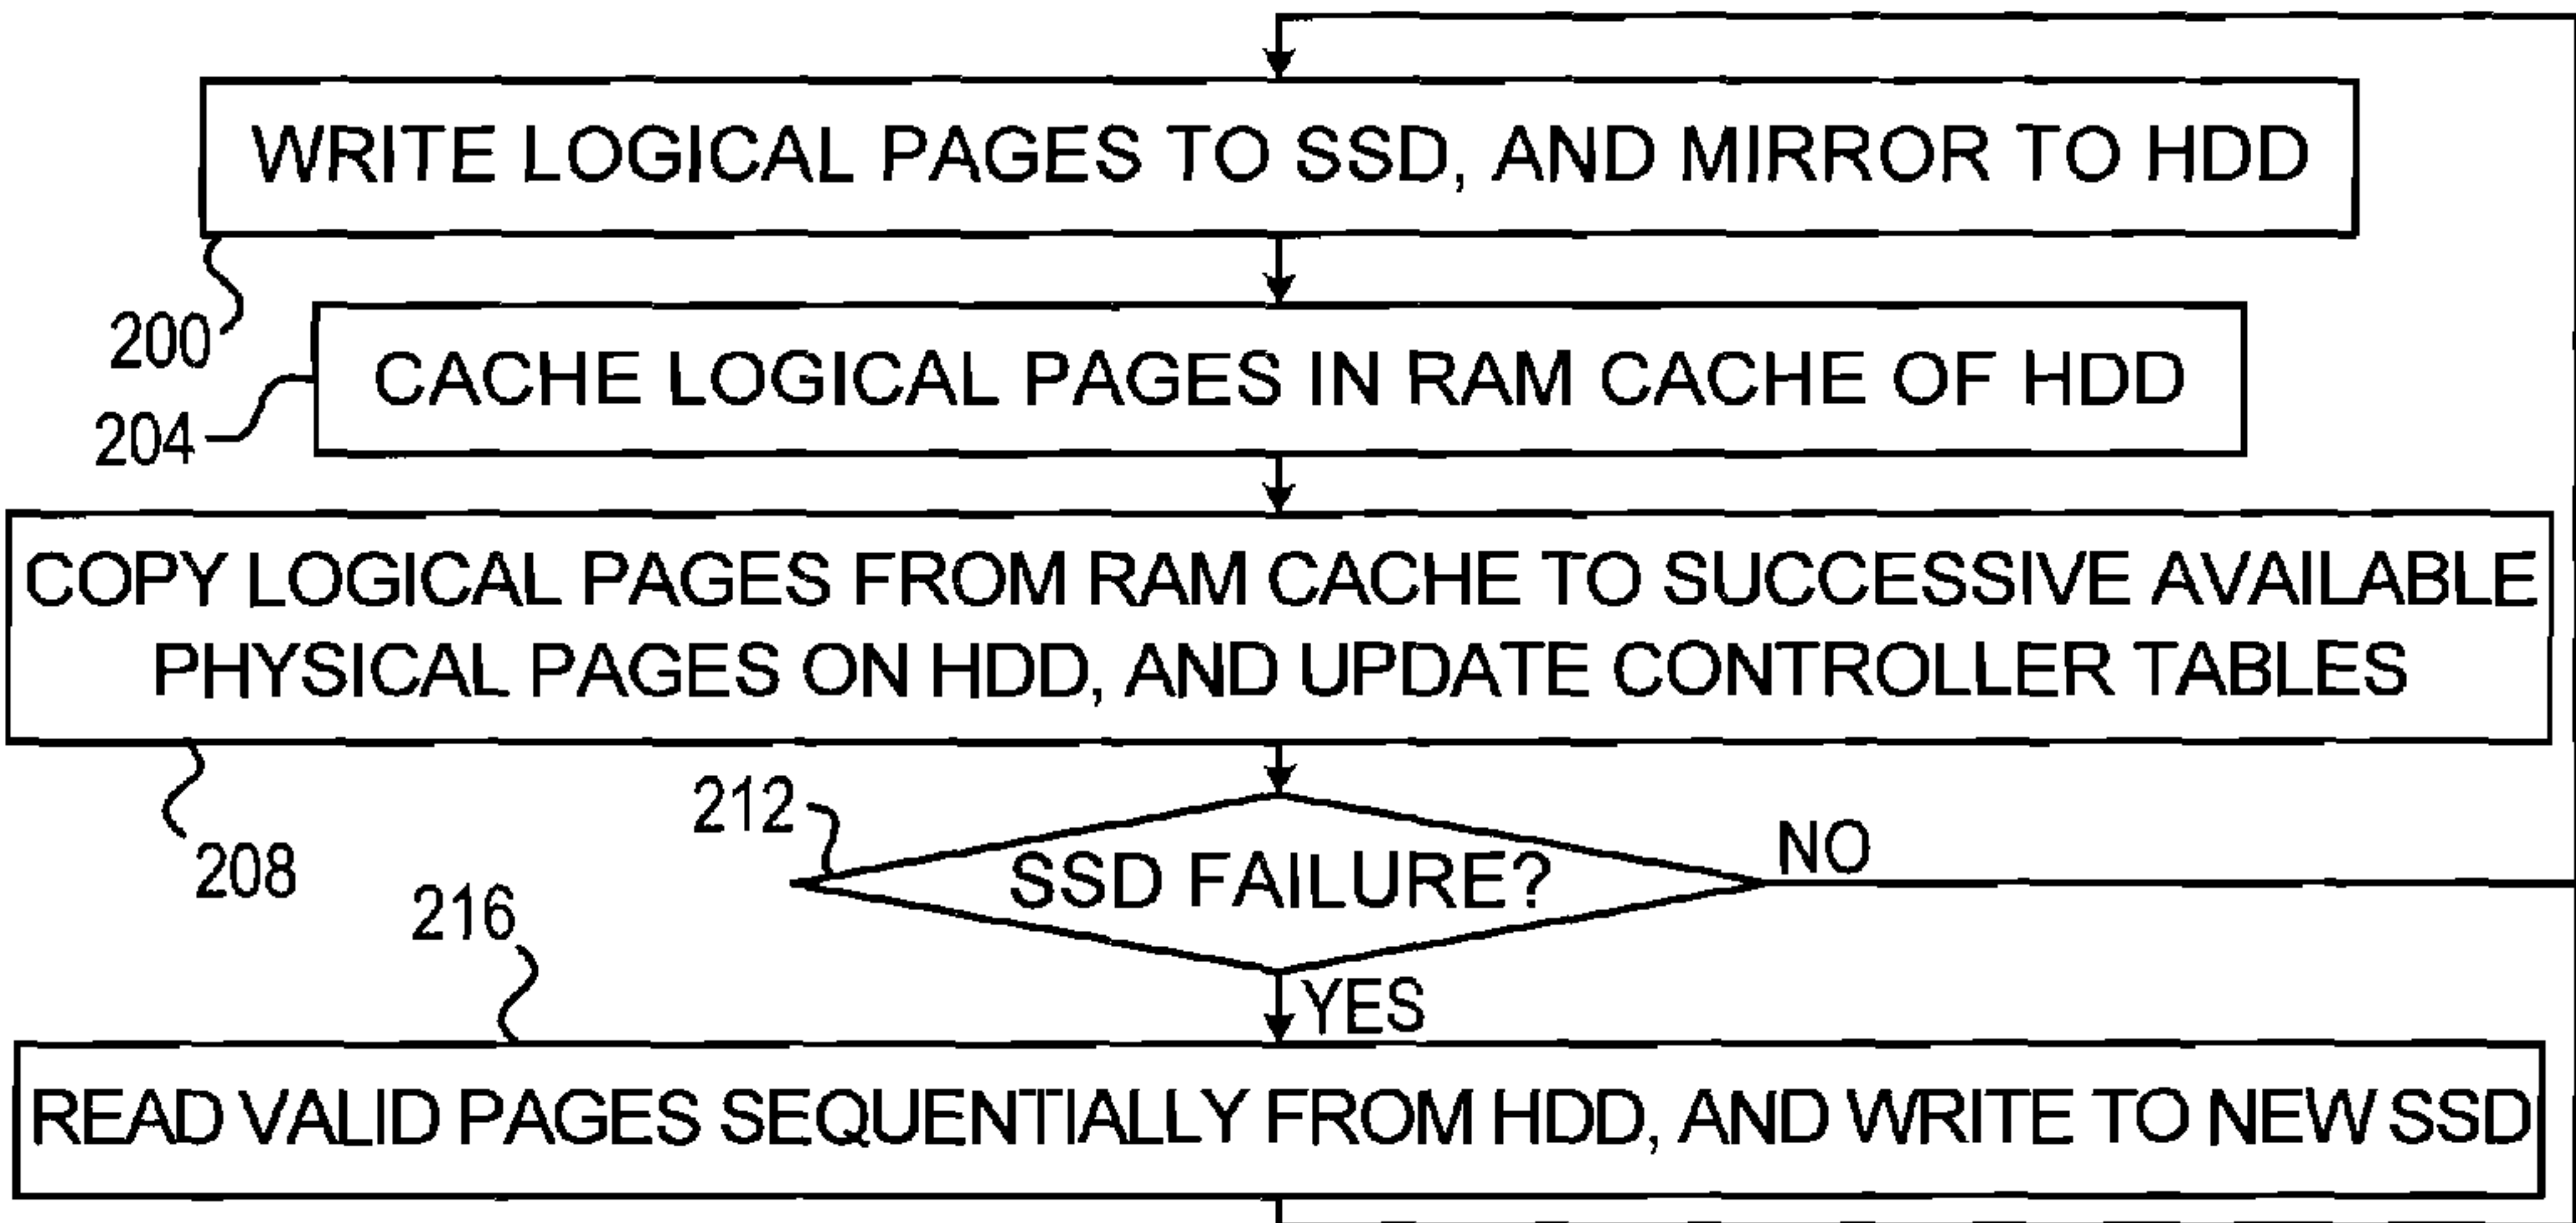 WRITE LOGICAL PAGES TO SSD, AND MIRROR TO HDD
200
CACHE LOGICAL PAGES IN RAM CACHE OF HDD
204
COPY LOGICAL PAGES FROM RAM CACHE TO SUCCESSIVE AVAILABLE
PHYSICAL PAGES ON HDD, AND UPDATE CONTROLLER TABLES
208
212
SSD FAILURE?
NO
YES
216
READ VALID PAGES SEQUENTIALLY FROM HDD, AND WRITE TO NEW SSD